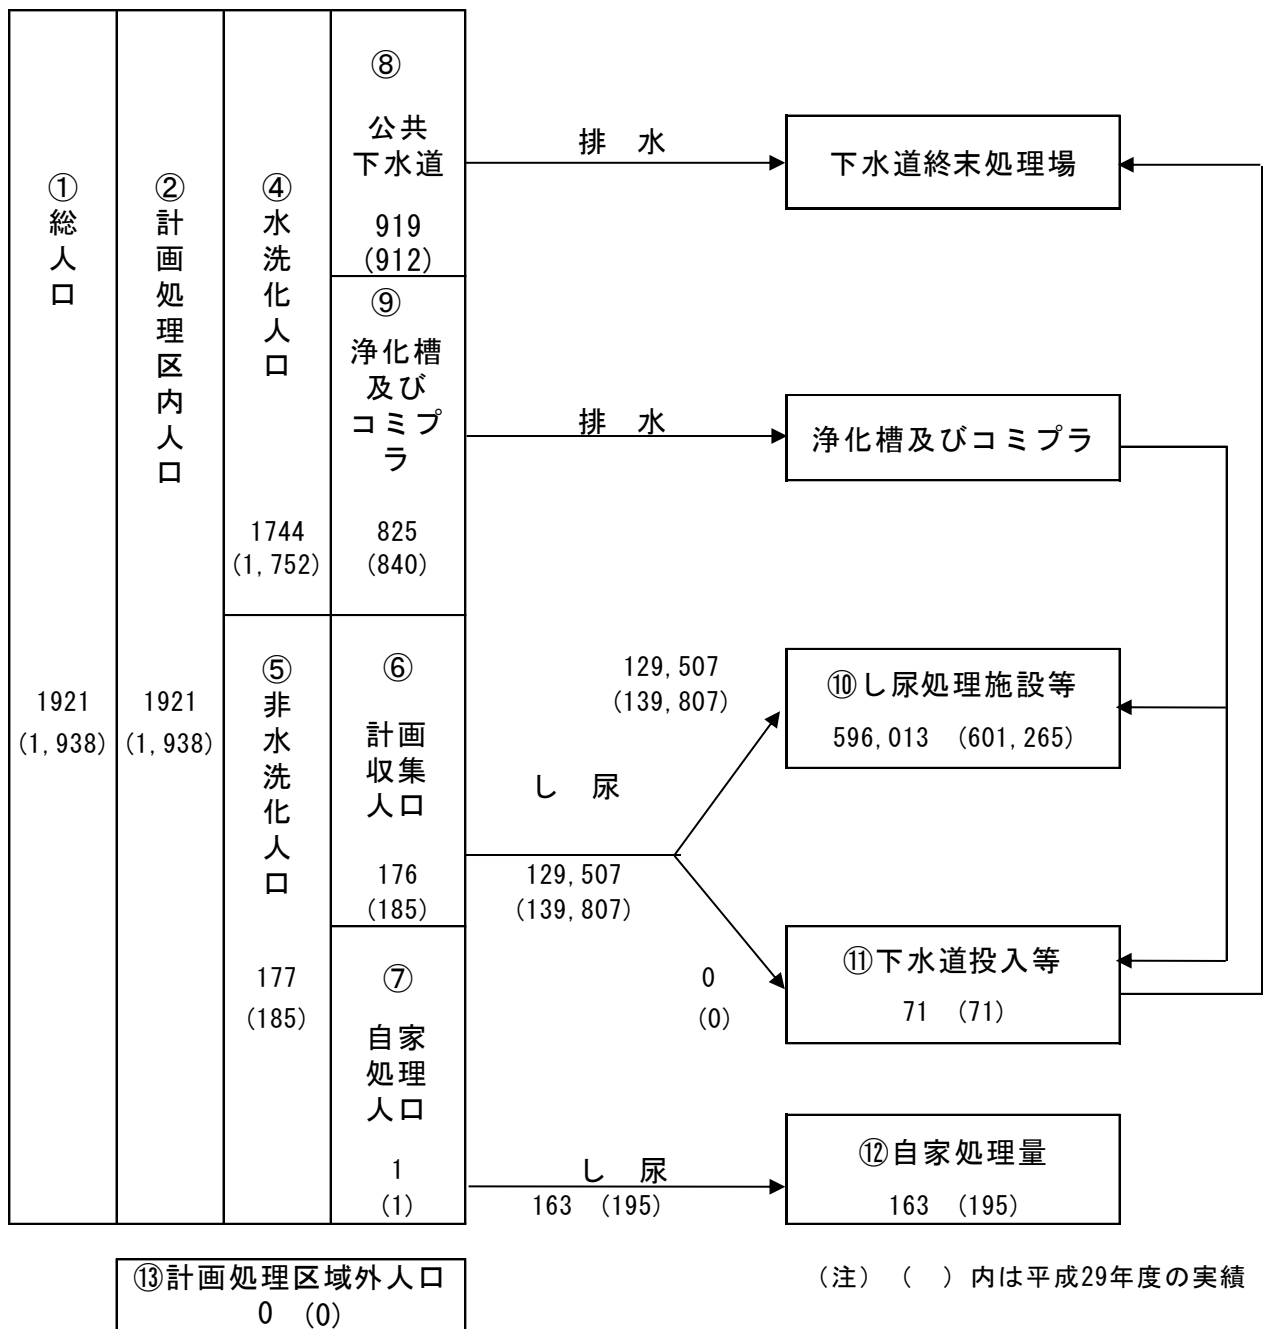 ①総人口
1921
(1,938)
②計画処理区内人口
1921
(1,938)
④水洗化人口
1744
(1,752)
⑤非水洗化人口
177
(185)
⑧
公共
下水道
919
(912)
⑨
浄化槽
及び
コミプ
ラ
825
(840)
⑥
計画
収集
人口
176
(185)
⑦
自家
処理
人口
1
(1)
排 水
下水道終末処理場
排 水
浄化槽及びコミプラ
129,507
(139,807)
し 尿
129,507
(139,807)
0
(0)
⑩し尿処理施設等
596,013 (601,265)
⑪下水道投入等
71 (71)
し 尿
163 (195)
⑫自家処理量
163 (195)
⑬計画処理区域外人口
0 (0)
(注) ( )内は平成29年度の実績